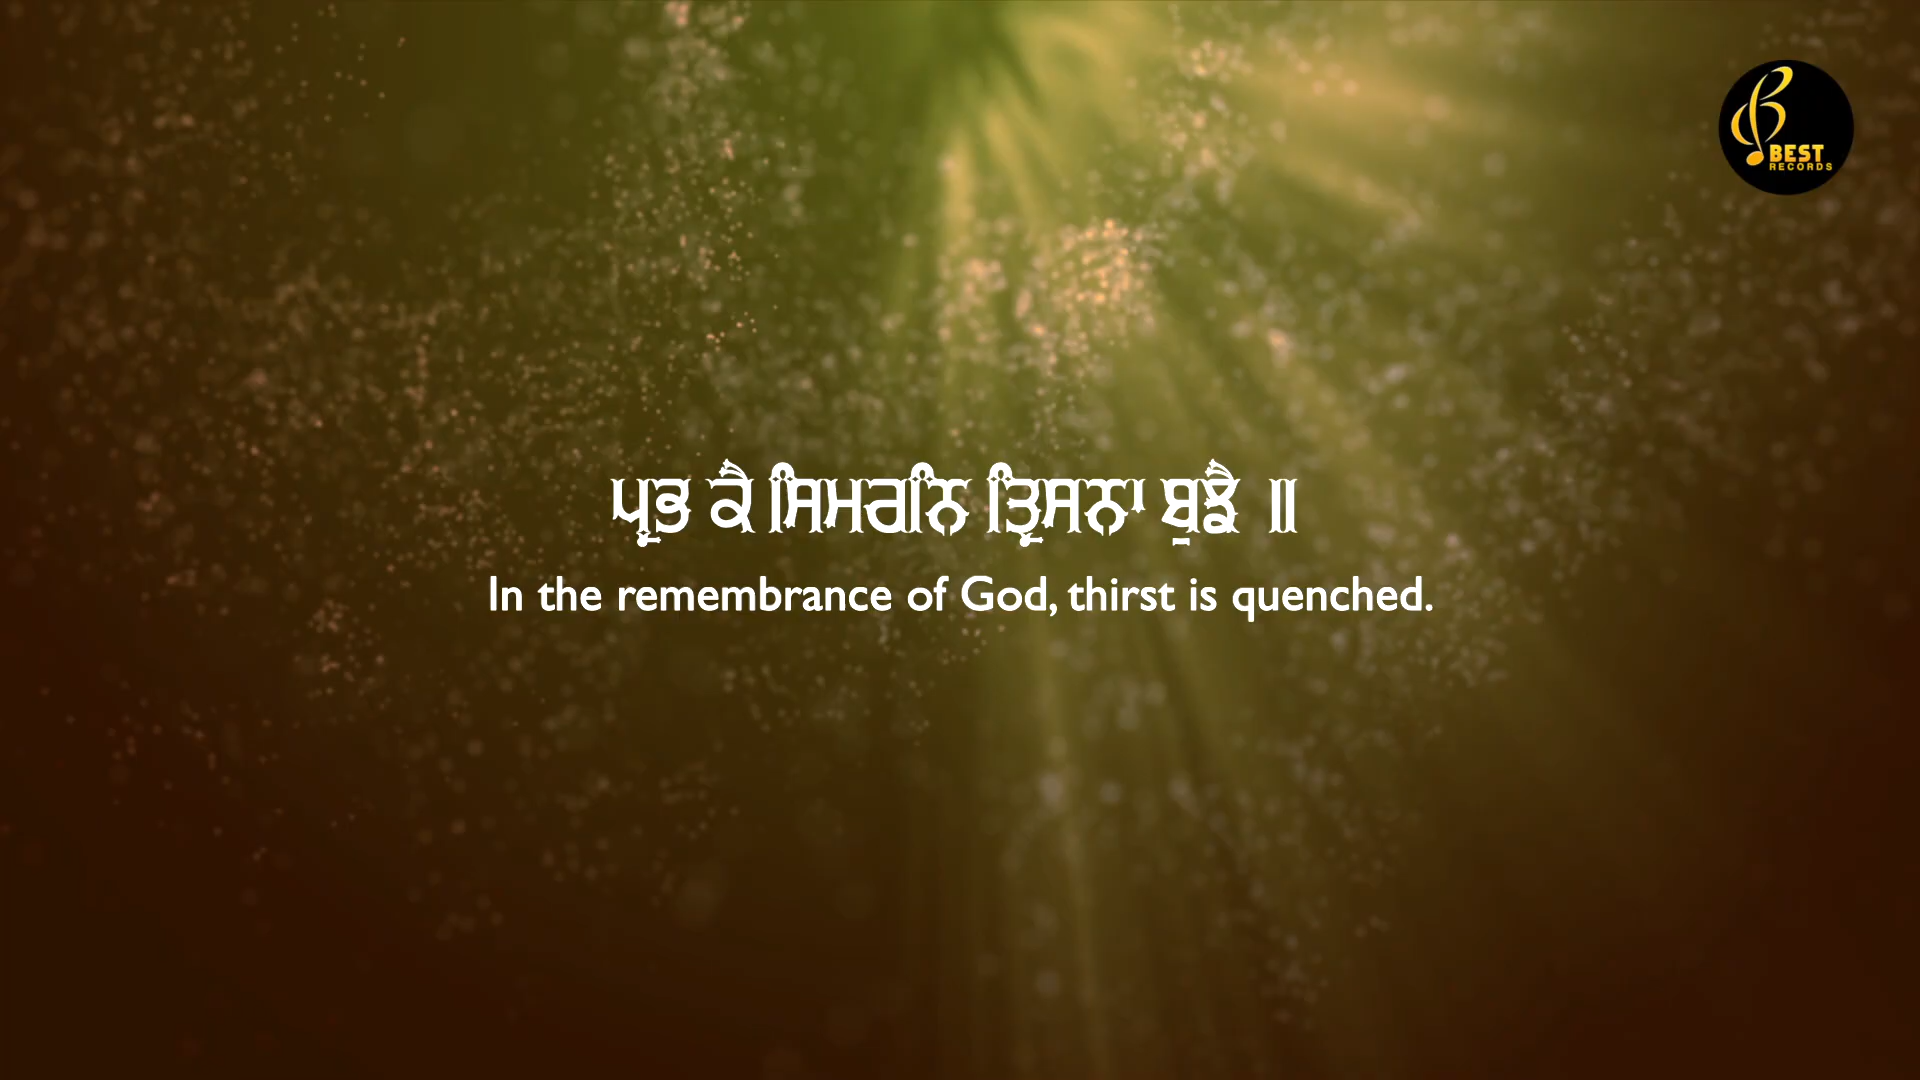 ਪ੍ਰਭ ਕੈ ਸਿਮਰਨਿ ਤ੍ਰਿਸਨਾ ਬੁਝੈ ॥
In the remembrance of God, thirst is quenched.
BEST
RECORDS